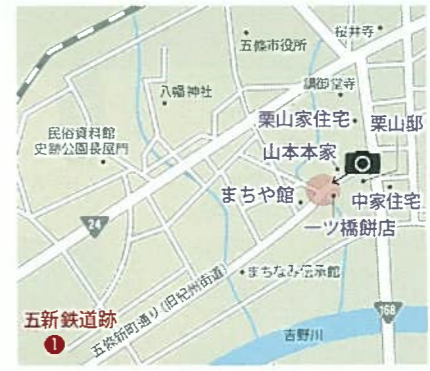 桜井寺
五條市役所
講御堂寺
八幡神社
栗山家住宅
栗山邸
民俗資料館
史跡公園長屋門
山本本家
まちや館
中家住宅
一ツ橋餅店
24
まちなみ伝承館
五條新町通り(旧紀州街道)
五新鉄道跡
1
168
吉野川